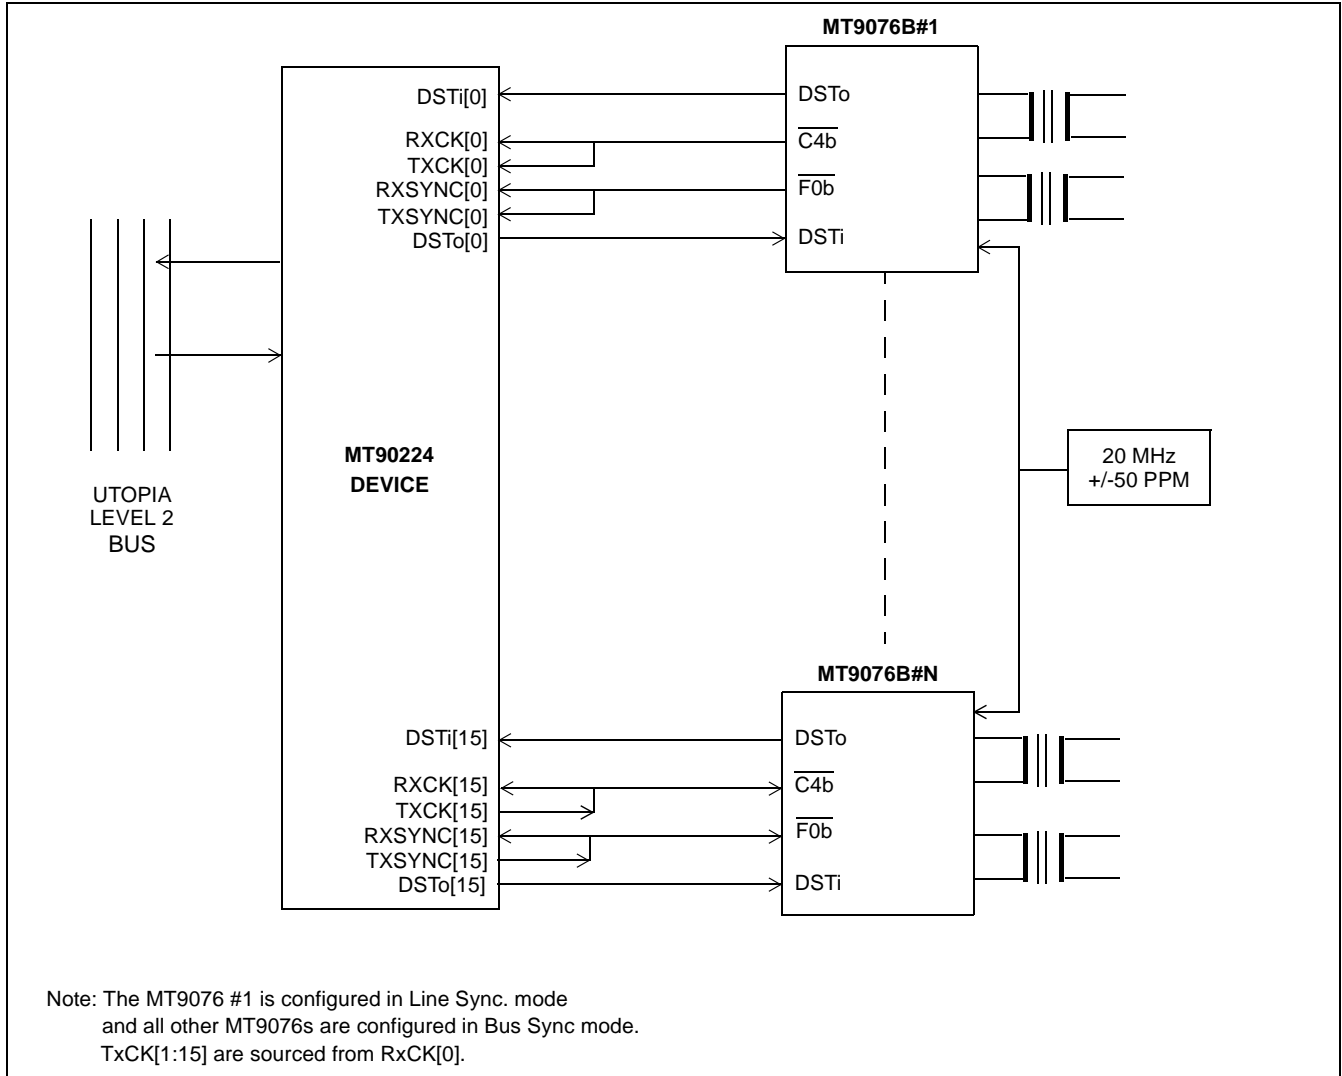 MT9076B#1
DSTi[0]
RXCK[0]
TXCK[0]
RXSYNC[0]
TXSYNC[0]
DSTo[0]
DSTo
C4b
F0b
DSTi
MT90224
DEVICE
UTOPIA
LEVEL 2
BUS
20 MHz
+/-50 PPM
MT9076B#N
DSTi[15]
RXCK[15]
TXCK[15]
RXSYNC[15]
TXSYNC[15]
DSTo[15]
DSTo
C4b
F0b
DSTi
Note: The MT9076 #1 is configured in Line Sync. mode
and all other MT9076s are configured in Bus Sync mode.
TxCK[1:15] are sourced from RxCK[0].